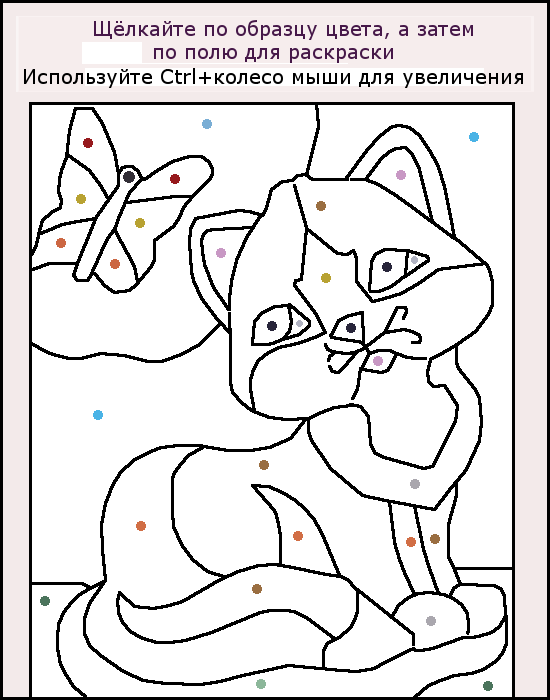 Щёлкайте по образцу цвета, а затем
по полю для раскраски
Используйте Ctrl+колесо мыши для увеличения